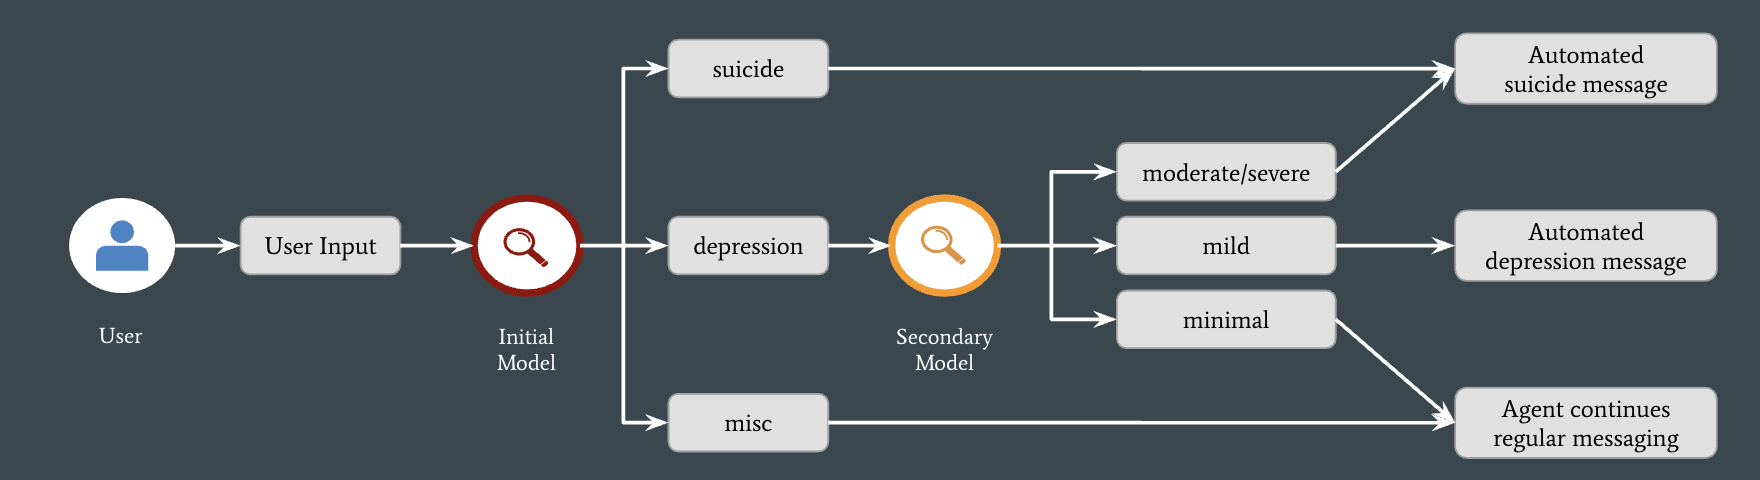 suicide
Automated
suicide message
moderate/severe
User Input
depression
mild
Automated
depression message
User
Initial
Model
Secondary
Model
minimal
misc
Agent continues
regular messaging